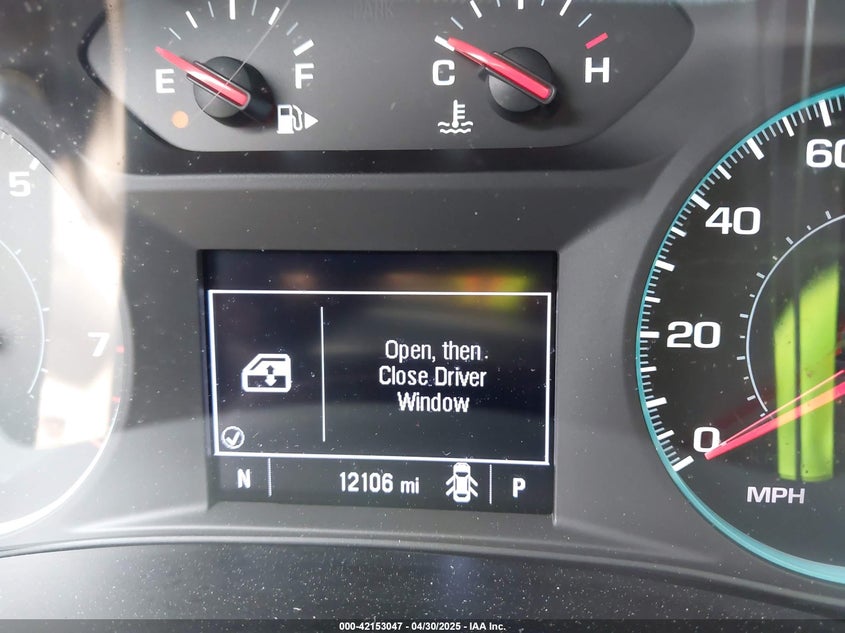 E F
C H
5
7
60
40
20
0
MPH
Open, then
Close Driver
Window
N 12106 mi P
000-42153047 - 04/30/2025 - IAA Inc.